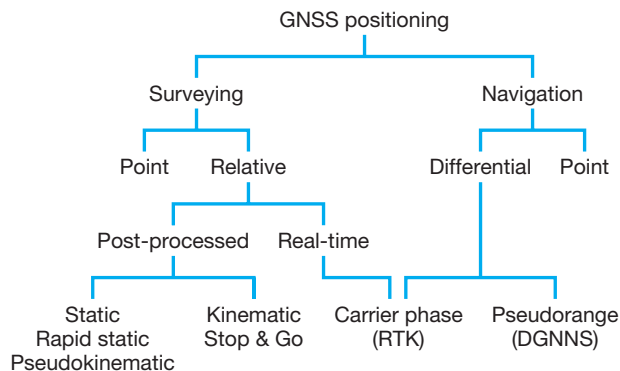 GNSS positioning
Surveying
Navigation
Point
Relative
Differential
Point
Post-processed
Real-time
Static
Rapid static
Pseudokinematic
Kinematic
Stop & Go
Carrier phase
(RTK)
Pseudorange
(DGNNS)